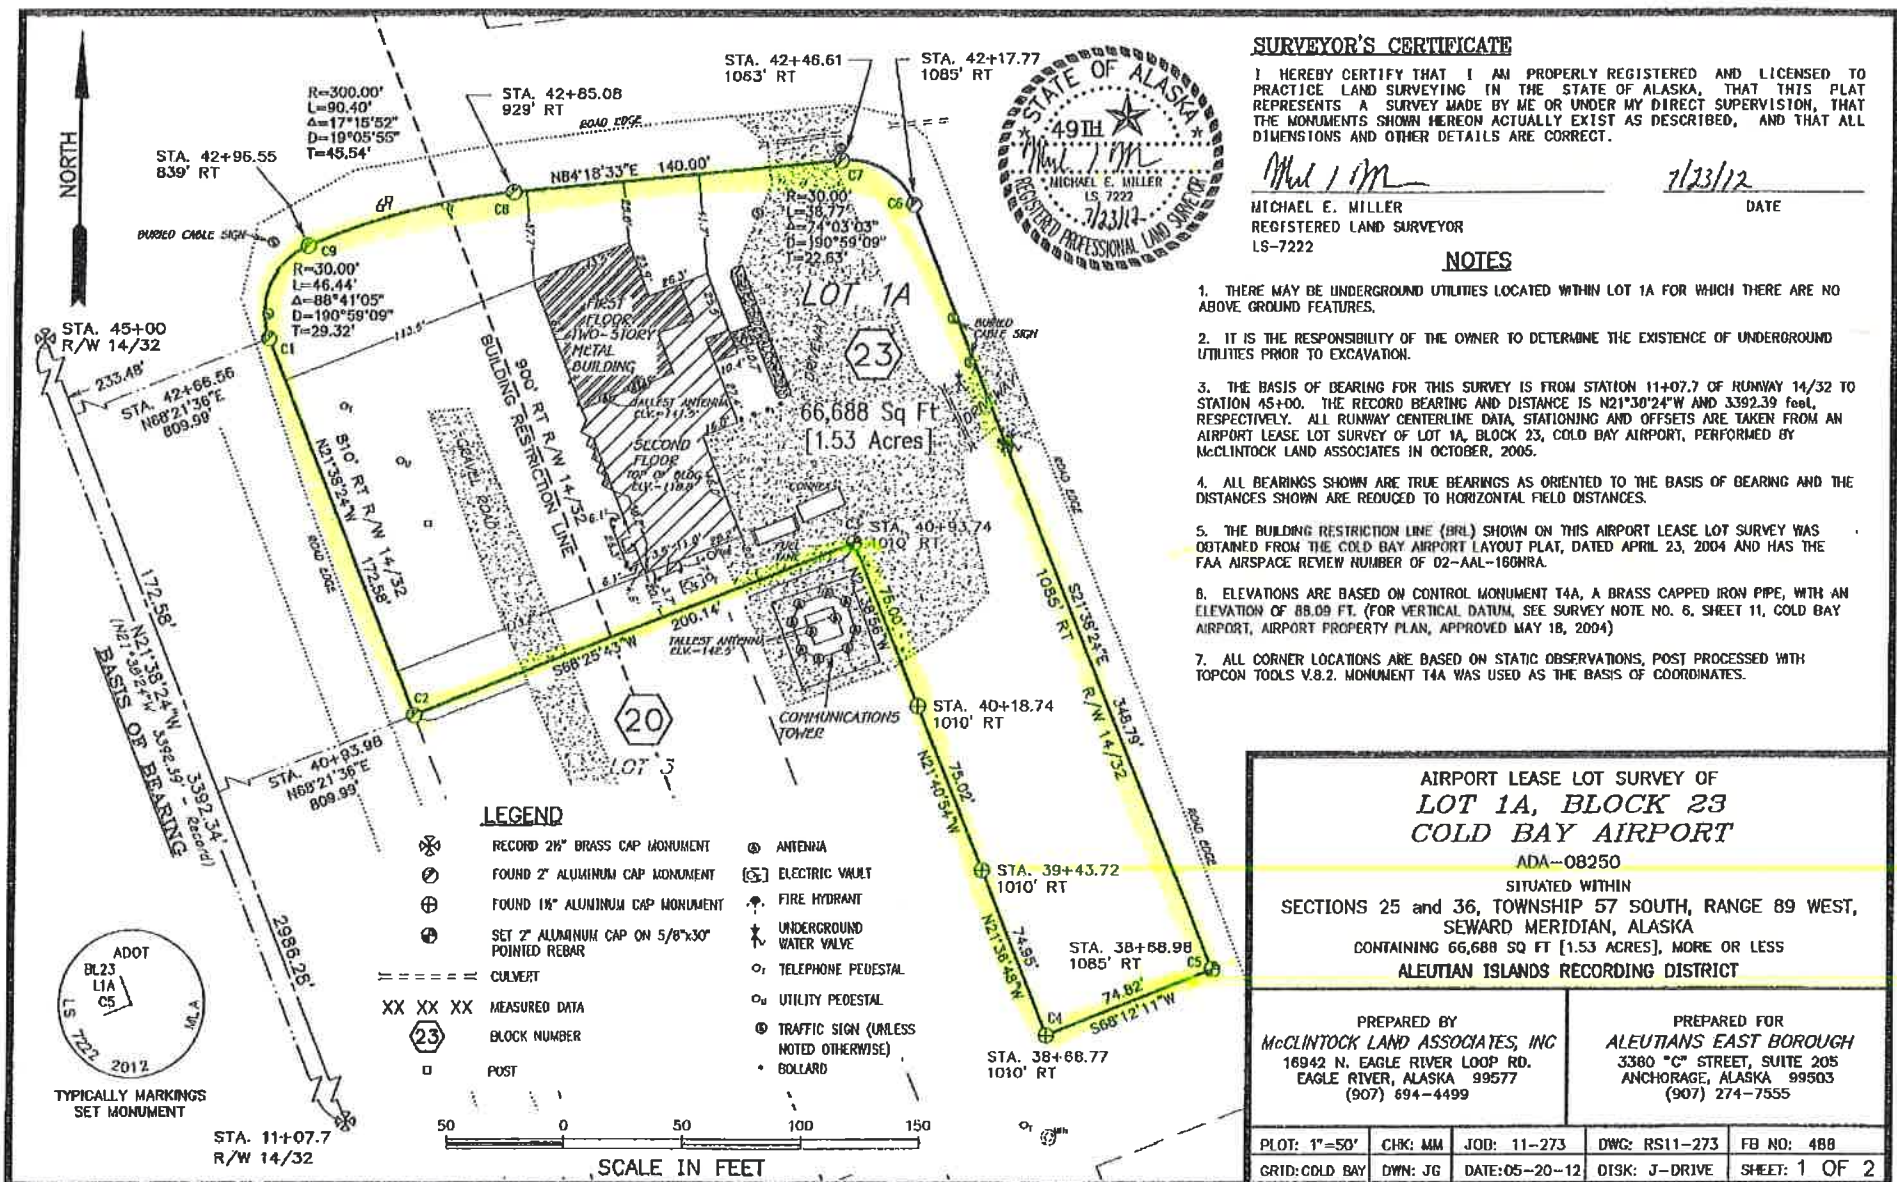 NORTH
R=300.00'
L=90.40'
Δ=17°15'52"
D=19°05'55"
T=45.54'
STA. 42+96.55
839' RT
STA. 42+85.08
929' RT
STA. 42+46.61
1053' RT
STA. 42+17.77
1085' RT
ROAD EDGE
N84°18'33"E 140.00'
BURIED CABLE SIGN
C9
C8
C7
C6
R=30.00'
L=46.44'
Δ=88°41'05"
D=190°59'09"
T=29.32'
R=30.00'
L=38.77'
Δ=74°03'03"
D=190°59'09"
T=22.63'
STA. 45+00
R/W 14/32
C1
233.48'
STA. 42+66.56
N68°21'36"E
809.99'
113.5'
FIRST
FLOOR
TWO-STORY
METAL
BUILDING
900' RT R/W 14/32
BUILDING RESTRICTION LINE
SECOND
FLOOR
LOT 1A
23
66,688 Sq Ft
[1.53 Acres]
DRIVEWAY
BURIED
CABLE SIGN
DRIVEWAY
GRAVEL ROAD
810' RT R/W 14/32
N21°38'24"W 172.58'
ROAD EDGE
CONNEX
FUEL
TANK
C3
STA. 40+93.74
1010' RT
200.14'
S68°25'43"W
C2
TALLEST ANTENNA
COMMUNICATIONS
TOWER
20
LOT 3
75.00'
STA. 40+18.74
1010' RT
N21°40'54"W
75.02'
STA. 39+43.72
1010' RT
N21°36'48"W
74.95'
ROAD EDGE
1085' RT R/W 14/32
S21°38'24"E 348.79'
ROAD EDGE
STA. 38+68.98
1085' RT
C5
74.82'
S68°12'11"W
C4
STA. 38+68.77
1010' RT
STA. 40+93.98
N68°21'36"E
809.99'
172.58'
N21°38'24"W 3392.34'
BASIS OF BEARING
2986.28'
STA. 11+07.7
R/W 14/32
ADOT
BL23
L1A
C5
LS 7222 2012 MLA
TYPICALLY MARKINGS
SET MONUMENT
LEGEND
RECORD 2½" BRASS CAP MONUMENT
FOUND 2" ALUMINUM CAP MONUMENT
FOUND 1½" ALUMINUM CAP MONUMENT
SET 2" ALUMINUM CAP ON 5/8"x30"
POINTED REBAR
CULVERT
XX XX XX MEASURED DATA
23 BLOCK NUMBER
POST
ANTENNA
ELECTRIC VAULT
FIRE HYDRANT
UNDERGROUND
WATER VALVE
TELEPHONE PEDESTAL
UTILITY PEDESTAL
TRAFFIC SIGN (UNLESS
NOTED OTHERWISE)
BOLLARD
50 0 50 100 150
SCALE IN FEET
STATE OF ALASKA
49TH
MICHAEL E. MILLER
LS 7222
7/23/12
REGISTERED PROFESSIONAL LAND SURVEYOR
SURVEYOR'S CERTIFICATE
I HEREBY CERTIFY THAT I AM PROPERLY REGISTERED AND LICENSED TO
PRACTICE LAND SURVEYING IN THE STATE OF ALASKA, THAT THIS PLAT
REPRESENTS A SURVEY MADE BY ME OR UNDER MY DIRECT SUPERVISION, THAT
THE MONUMENTS SHOWN HEREON ACTUALLY EXIST AS DESCRIBED, AND THAT ALL
DIMENSIONS AND OTHER DETAILS ARE CORRECT.
7/23/12
MICHAEL E. MILLER DATE
REGISTERED LAND SURVEYOR
LS-7222
NOTES
1. THERE MAY BE UNDERGROUND UTILITIES LOCATED WITHIN LOT 1A FOR WHICH THERE ARE NO
ABOVE GROUND FEATURES.
2. IT IS THE RESPONSIBILITY OF THE OWNER TO DETERMINE THE EXISTENCE OF UNDERGROUND
UTILITIES PRIOR TO EXCAVATION.
3. THE BASIS OF BEARING FOR THIS SURVEY IS FROM STATION 11+07.7 OF RUNWAY 14/32 TO
STATION 45+00. THE RECORD BEARING AND DISTANCE IS N21°30'24"W AND 3392.39 feet,
RESPECTIVELY. ALL RUNWAY CENTERLINE DATA, STATIONING AND OFFSETS ARE TAKEN FROM AN
AIRPORT LEASE LOT SURVEY OF LOT 1A, BLOCK 23, COLD BAY AIRPORT, PERFORMED BY
McCLINTOCK LAND ASSOCIATES IN OCTOBER, 2005.
4. ALL BEARINGS SHOWN ARE TRUE BEARINGS AS ORIENTED TO THE BASIS OF BEARING AND THE
DISTANCES SHOWN ARE REDUCED TO HORIZONTAL FIELD DISTANCES.
5. THE BUILDING RESTRICTION LINE (BRL) SHOWN ON THIS AIRPORT LEASE LOT SURVEY WAS
OBTAINED FROM THE COLD BAY AIRPORT LAYOUT PLAT, DATED APRIL 23, 2004 AND HAS THE
FAA AIRSPACE REVIEW NUMBER OF 02-AAL-166NRA.
6. ELEVATIONS ARE BASED ON CONTROL MONUMENT T4A, A BRASS CAPPED IRON PIPE, WITH AN
ELEVATION OF 88.09 FT. (FOR VERTICAL DATUM, SEE SURVEY NOTE NO. 6, SHEET 11, COLD BAY
AIRPORT, AIRPORT PROPERTY PLAN, APPROVED MAY 18, 2004)
7. ALL CORNER LOCATIONS ARE BASED ON STATIC OBSERVATIONS, POST PROCESSED WITH
TOPCON TOOLS V.8.2. MONUMENT T4A WAS USED AS THE BASIS OF COORDINATES.
AIRPORT LEASE LOT SURVEY OF
LOT 1A, BLOCK 23
COLD BAY AIRPORT
ADA-08250
SITUATED WITHIN
SECTIONS 25 and 36, TOWNSHIP 57 SOUTH, RANGE 89 WEST,
SEWARD MERIDIAN, ALASKA
CONTAINING 66,688 SQ FT [1.53 ACRES], MORE OR LESS
ALEUTIAN ISLANDS RECORDING DISTRICT
PREPARED BY
McCLINTOCK LAND ASSOCIATES, INC
16942 N. EAGLE RIVER LOOP RD.
EAGLE RIVER, ALASKA 99577
(907) 694-4499
PREPARED FOR
ALEUTIANS EAST BOROUGH
3380 "C" STREET, SUITE 205
ANCHORAGE, ALASKA 99503
(907) 274-7555
PLOT: 1"=50' CHK: MM JOB: 11-273 DWG: RS11-273 FB NO: 488
GRID: COLD BAY DWN: JG DATE: 05-20-12 DISK: J-DRIVE SHEET: 1 OF 2